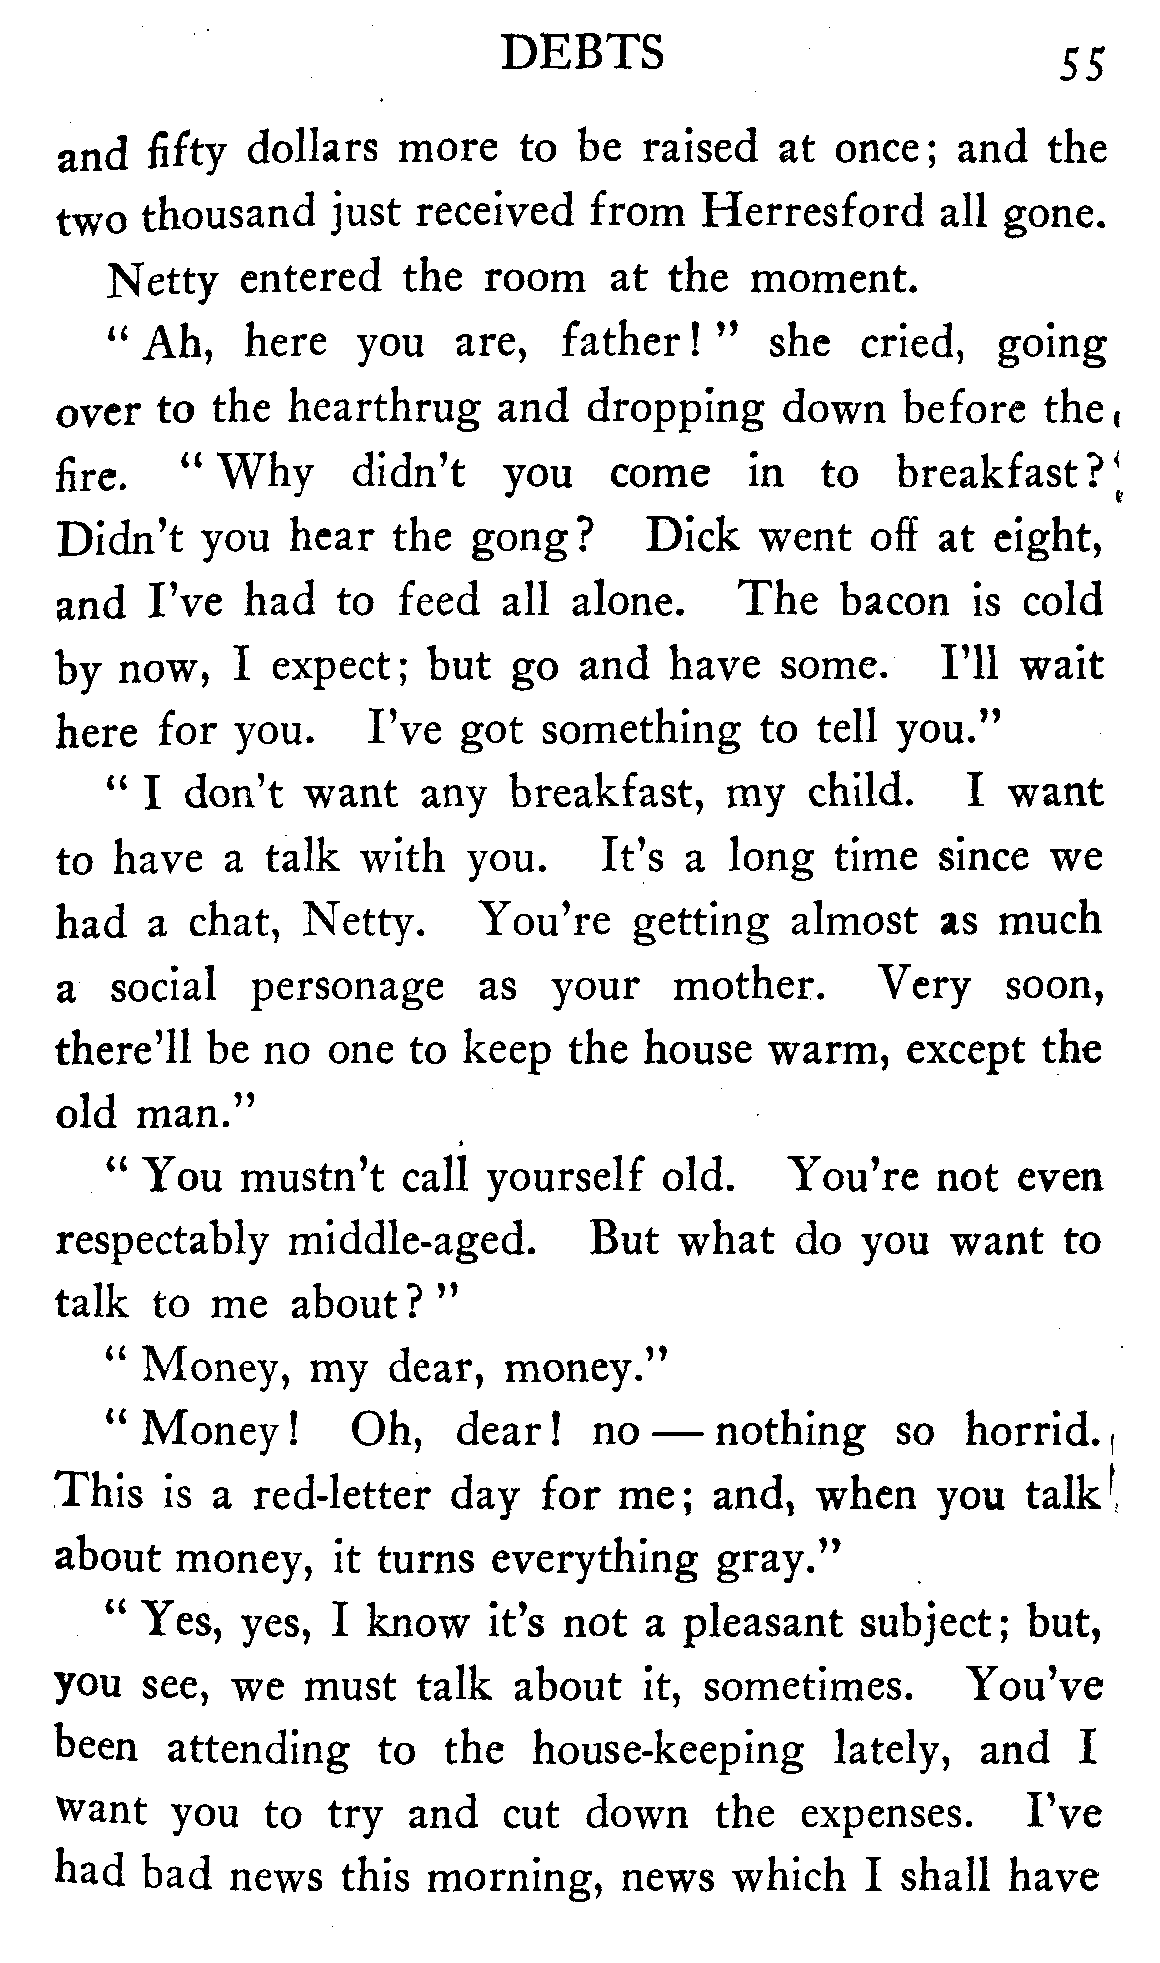 DEBTS 55
and fifty dollars more to be raised at once; and the
two thousand just received from Herresford all gone.
Netty entered the room at the moment.
" Ah, here you are, father! " she cried, going
over to the hearthrug and dropping down before the
fire. " Why didn't you come in to breakfast?
Didn't you hear the gong? Dick went off at eight,
and I've had to feed all alone. The bacon is cold
by now, I expect; but go and have some. I'll wait
here for you. I've got something to tell you."
" I don't want any breakfast, my child. I want
to have a talk with you. It's a long time since we
had a chat, Netty. You're getting almost as much
a social personage as your mother. Very soon,
there'll be no one to keep the house warm, except the
old man."
" You mustn't call yourself old. You're not even
respectably middle-aged. But what do you want to
talk to me about? "
" Money, my dear, money."
" Money! Oh, dear! no — nothing so horrid.
This is a red-letter day for me; and, when you talk
about money, it turns everything gray."
" Yes, yes, I know it's not a pleasant subject; but,
you see, we must talk about it, sometimes. You've
been attending to the house-keeping lately, and I
want you to try and cut down the expenses. I've
had bad news this morning, news which I shall have